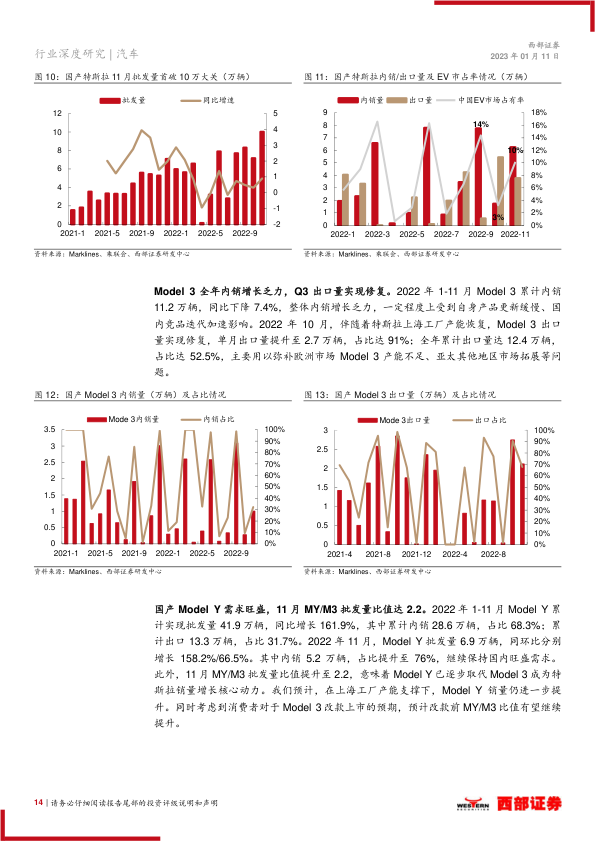 西部证券
行业深度研究 | 汽车
2023 年 01 月 11 日
图 10：国产特斯拉 11 月批发量首破 10 万大关（万辆）
图 11：国产特斯拉内销/出口量及 EV 市占率情况（万辆）
批发量 同比增速
12
10
8
6
4
2
0
5
4
3
2
1
0
-1
-2
2021-1 2021-5 2021-9 2022-1 2022-5 2022-9
内销量 出口量 中国EV市场占有率
9
8
7
6
5
4
3
2
1
0
18%
16%
14%
12%
10%
8%
6%
4%
2%
0%
14%
10%
3%
2022-1 2022-3 2022-5 2022-7 2022-9 2022-11
资料来源：Marklines、乘联会、西部证券研发中心
资料来源：Marklines、乘联会、西部证券研发中心
Model 3 全年内销增长乏力，Q3 出口量实现修复。2022 年 1-11 月 Model 3 累计内销
11.2 万辆，同比下降 7.4%，整体内销增长乏力，一定程度上受到自身产品更新缓慢、国
内竞品迭代加速影响。2022 年 10 月，伴随着特斯拉上海工厂产能恢复，Model 3 出口
量实现修复，单月出口量提升至 2.7 万辆，占比达 91%；全年累计出口量达 12.4 万辆，
占比达 52.5%，主要用以弥补欧洲市场 Model 3 产能不足、亚太其他地区市场拓展等问
题。
图 12：国产 Model 3 内销量（万辆）及占比情况
图 13：国产 Model 3 出口量（万辆）及占比情况
Mode 3内销量 内销占比
3.5
3
2.5
2
1.5
1
0.5
0
100%
90%
80%
70%
60%
50%
40%
30%
20%
10%
0%
2021-1 2021-5 2021-9 2022-1 2022-5 2022-9
Mode 3出口量 出口占比
3
2.5
2
1.5
1
0.5
0
100%
90%
80%
70%
60%
50%
40%
30%
20%
10%
0%
2021-4 2021-8 2021-12 2022-4 2022-8
资料来源：Marklines、西部证券研发中心
资料来源：Marklines、西部证券研发中心
国产 Model Y 需求旺盛，11 月 MY/M3 批发量比值达 2.2。2022 年 1-11 月 Model Y 累
计实现批发量 41.9 万辆，同比增长 161.9%，其中累计内销 28.6 万辆，占比 68.3%；累
计出口 13.3 万辆，占比 31.7%。2022 年 11 月，Model Y 批发量 6.9 万辆，同环比分别
增长 158.2%/66.5%。其中内销 5.2 万辆，占比提升至 76%，继续保持国内旺盛需求。
此外，11 月 MY/M3 批发量比值提升至 2.2，意味着 Model Y 已逐步取代 Model 3 成为特
斯拉销量增长核心动力。我们预计，在上海工厂产能支撑下，Model Y 销量仍进一步提
升。同时考虑到消费者对于 Model 3 改款上市的预期，预计改款前 MY/M3 比值有望继续
提升。
14 | 请务必仔细阅读报告尾部的投资评级说明和声明
WESTERN
SECURITIES
西部证券